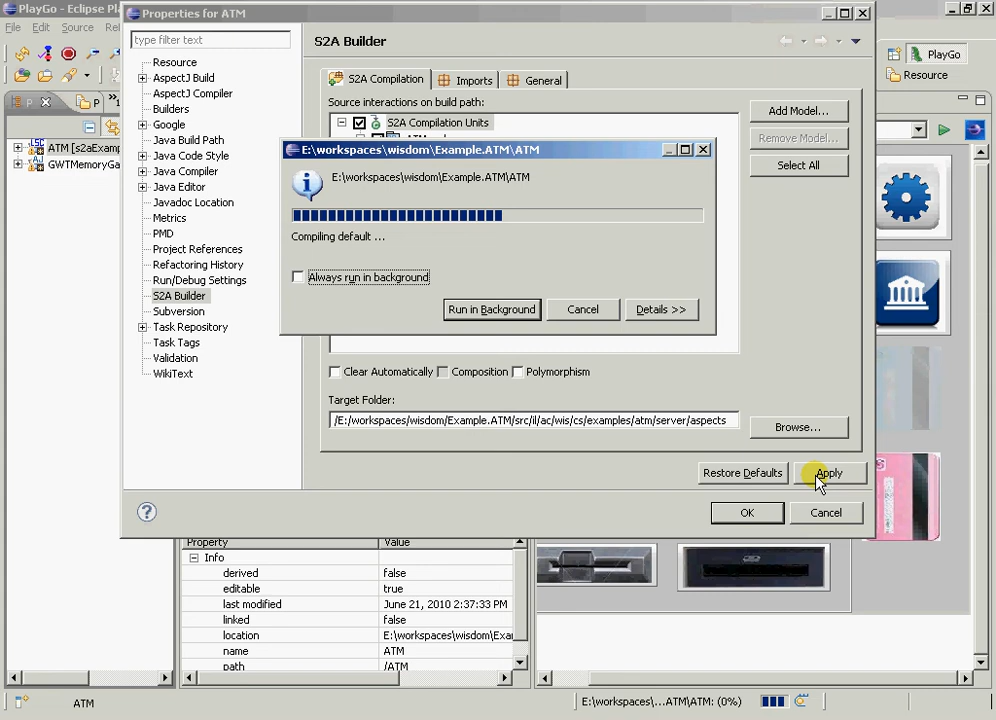 PlayGo - Eclipse Pl
File Edit Source Re
PlayGo
Resource
P
P
»1
ATM [s2aExamp
GWTMemoryGa
Properties for ATM
type filter text
Resource
AspectJ Build
AspectJ Compiler
Builders
Google
Java Build Path
Java Code Style
Java Compiler
Java Editor
Javadoc Location
Metrics
PMD
Project References
Refactoring History
Run/Debug Settings
S2A Builder
Subversion
Task Repository
Task Tags
Validation
WikiText
S2A Builder
S2A Compilation Imports General
Source interactions on build path:
S2A Compilation Units
Add Model...
Remove Model...
Select All
E:\workspaces\wisdom\Example.ATM\ATM
E:\workspaces\wisdom\Example.ATM\ATM
Compiling default ...
Always run in background
Run in Background Cancel Details >>
Clear Automatically Composition Polymorphism
Target Folder:
/E:/workspaces/wisdom/Example.ATM/src/il/ac/wis/cs/examples/atm/server/aspects
Browse...
Restore Defaults Apply
OK Cancel
Property Value
Info
derived false
editable true
last modified June 21, 2010 2:37:33 PM
linked false
location E:\workspaces\wisdom\Exa
name ATM
path /ATM
ATM
E:\workspaces\...ATM\ATM: (0%)